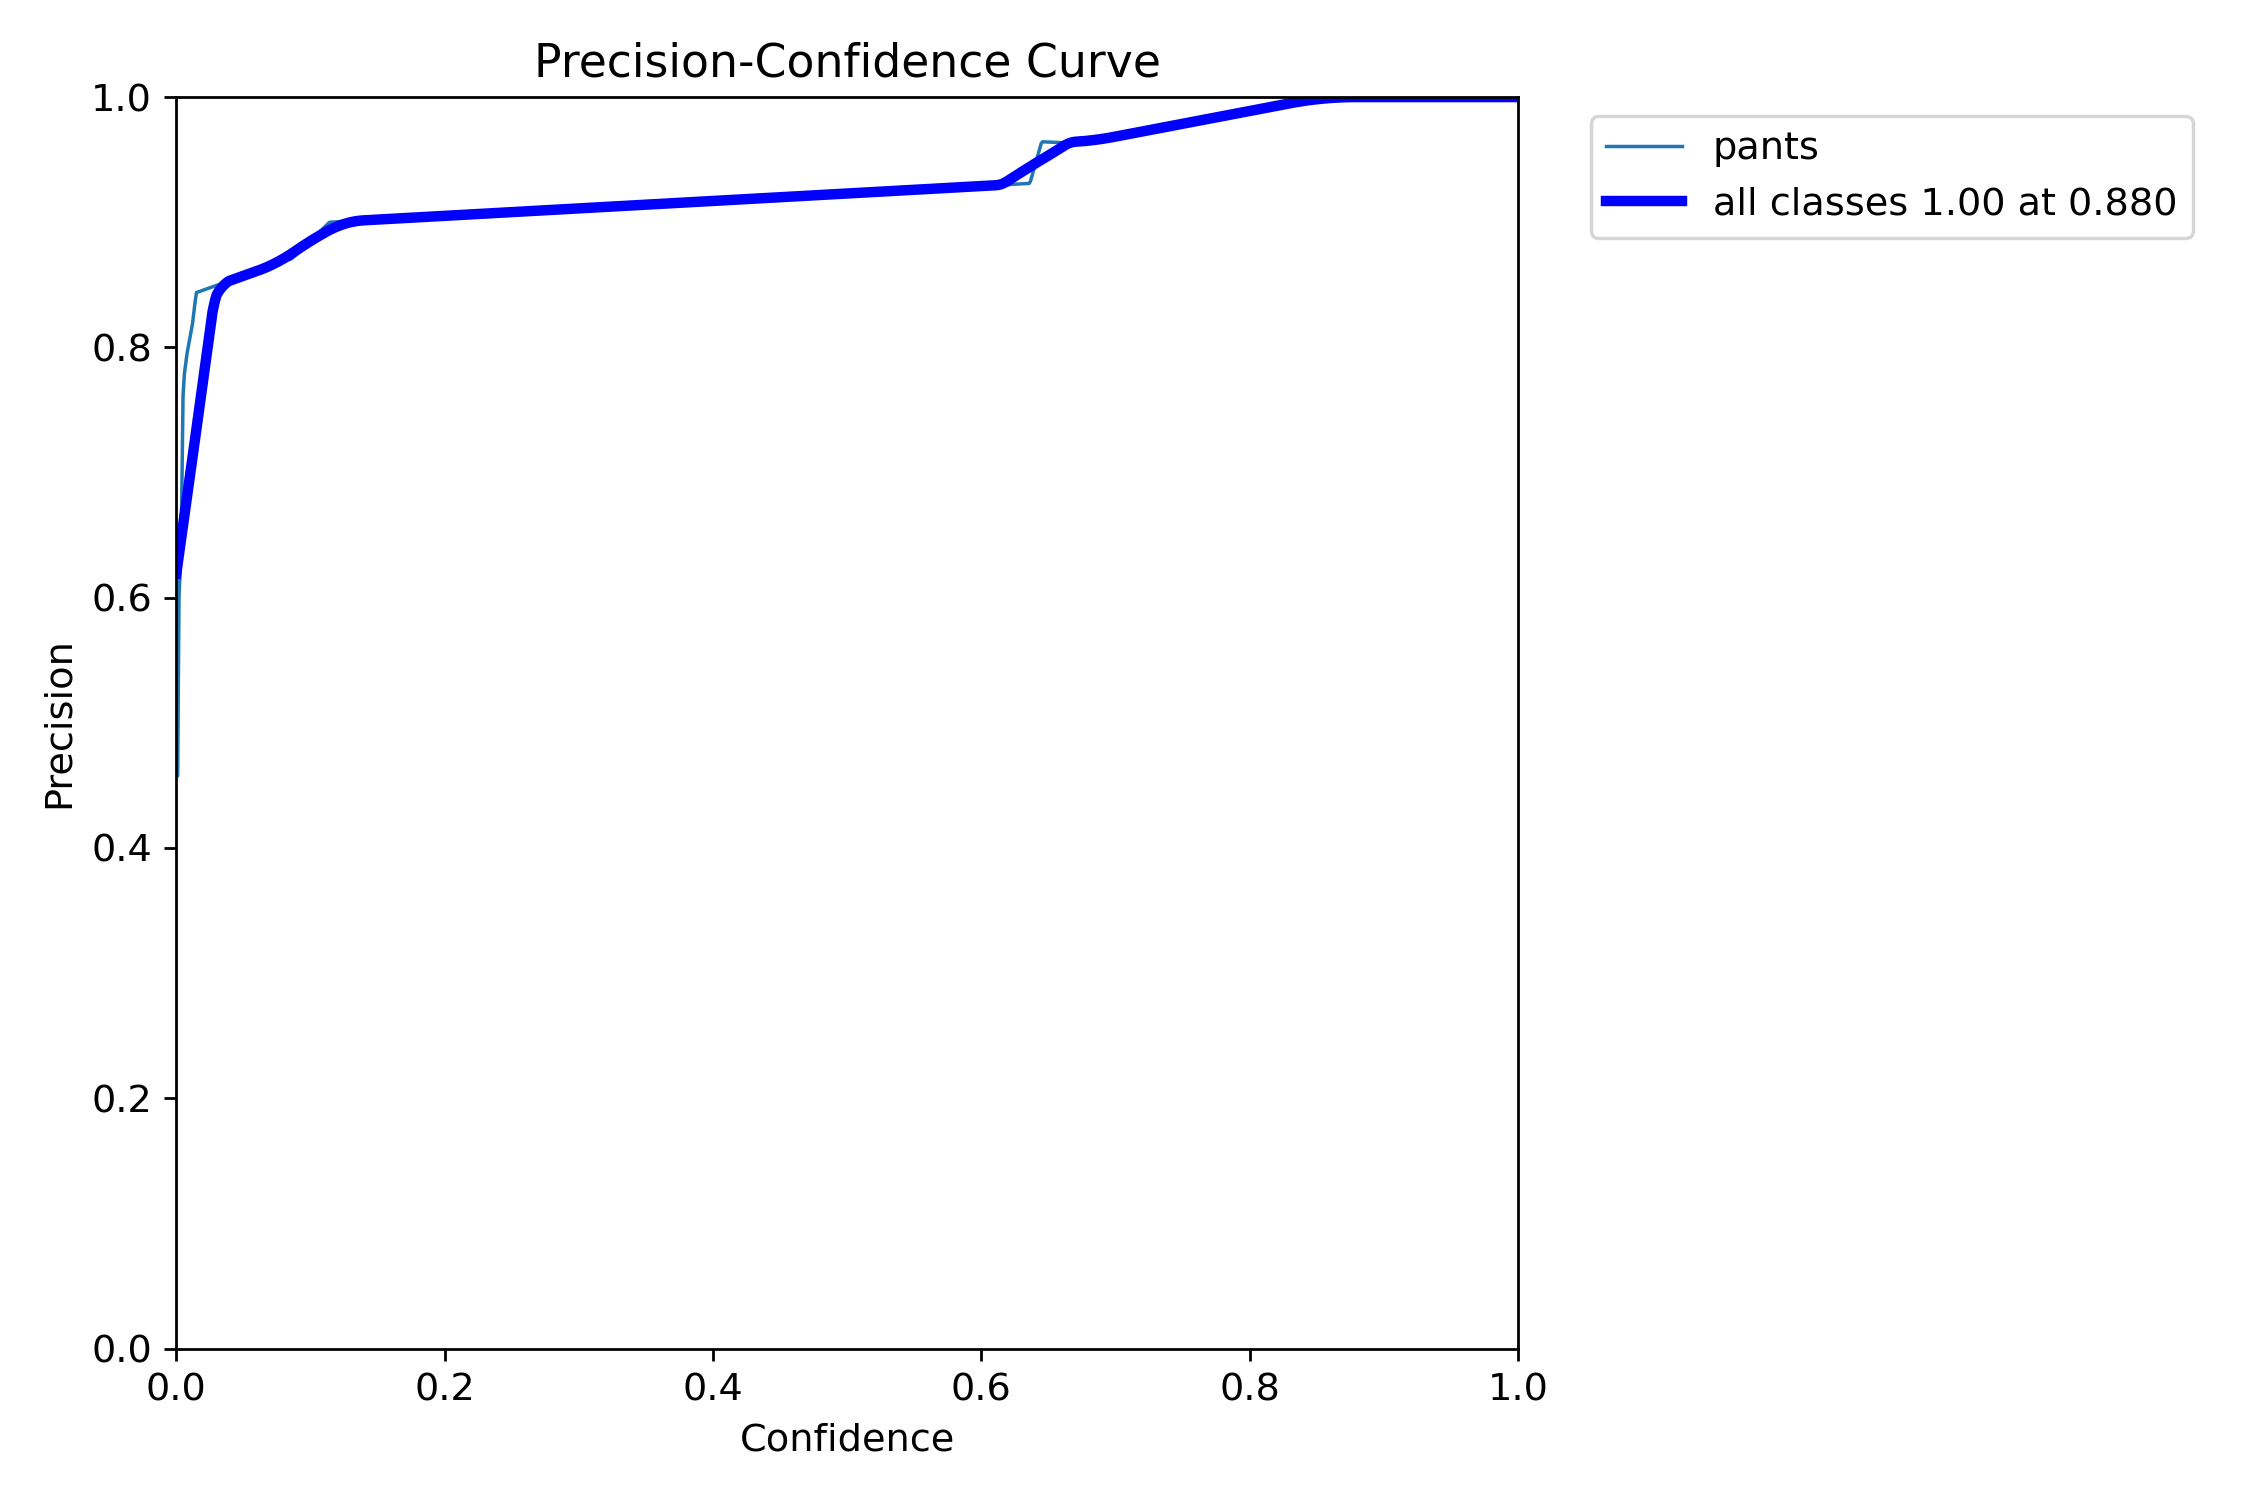 Precision-Confidence Curve
pants
all classes 1.00 at 0.880
Precision
1.0
0.8
0.6
0.4
0.2
0.0
0.0 0.2 0.4 0.6 0.8 1.0
Confidence